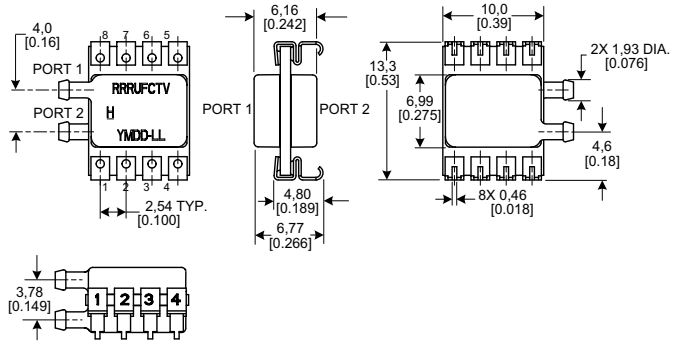 4,0
[0.16]
8 7 6 5
PORT 1
PORT 2
RRRUFCTV
H
YMDD-LL
1 2 3 4
2,54 TYP.
[0.100]
6,16
[0.242]
PORT 1
PORT 2
4,80
[0.189]
6,77
[0.266]
10,0
[0.39]
13,3
[0.53]
6,99
[0.275]
2X 1,93 DIA.
[0.076]
4,6
[0.18]
8X 0,46
[0.018]
3,78
[0.149]
1 2 3 4